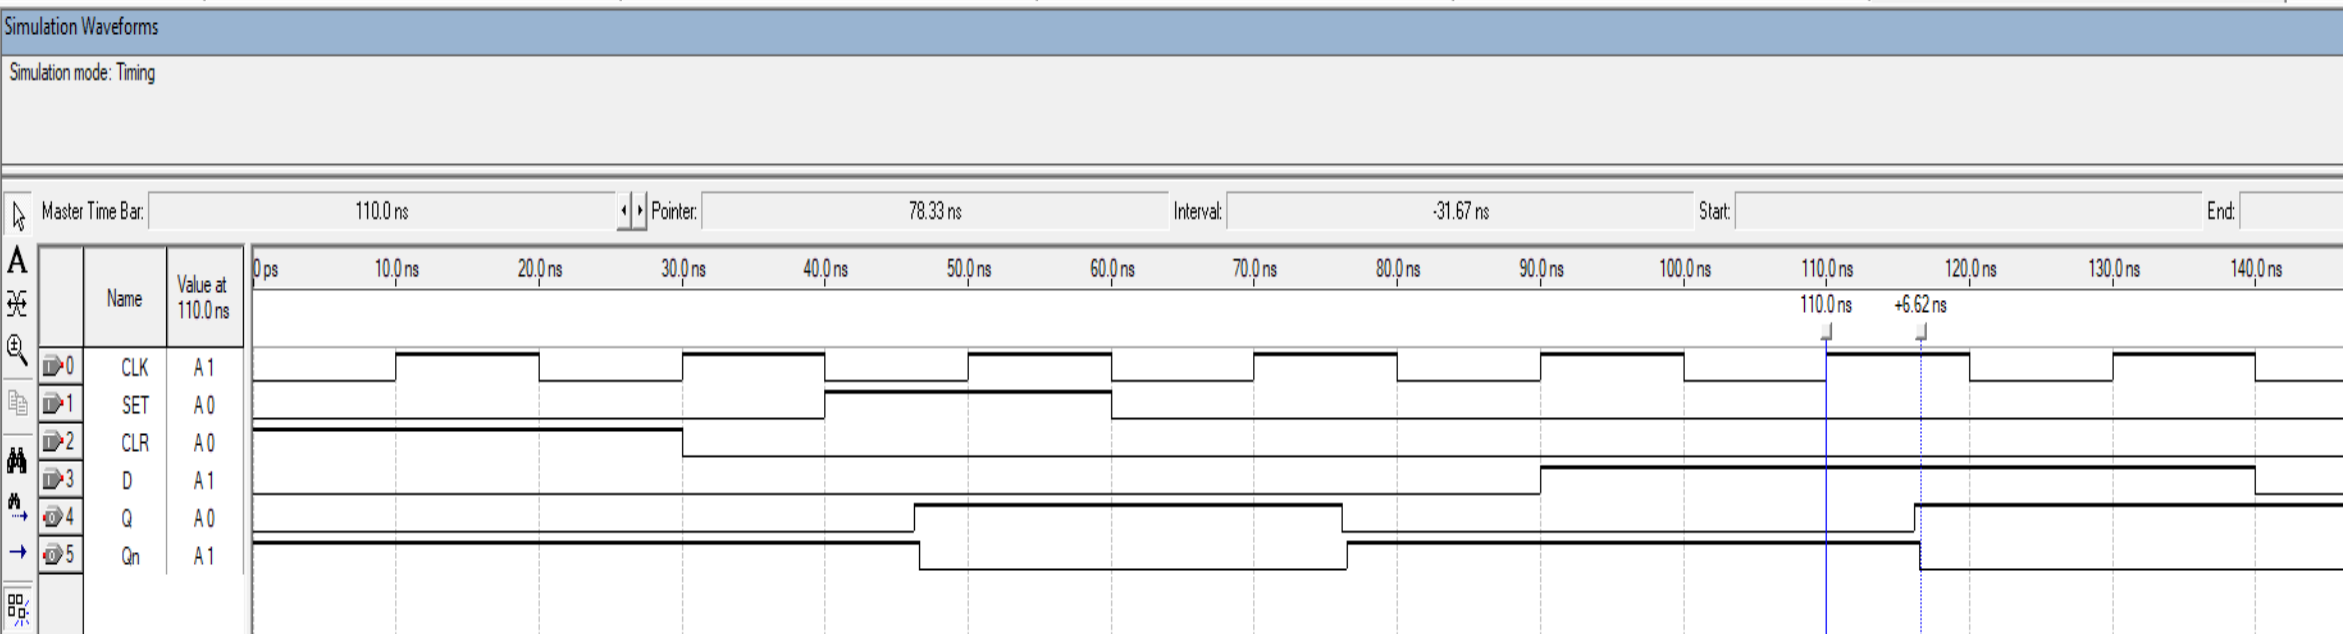 Simulation Waveforms
Simulation mode: Timing
Master Time Bar: 110.0 ns Pointer: 78.33 ns Interval: -31.67 ns Start: End:
A
Name Value at 110.0 ns
0 ps 10.0 ns 20.0 ns 30.0 ns 40.0 ns 50.0 ns 60.0 ns 70.0 ns 80.0 ns 90.0 ns 100.0 ns 110.0 ns 120.0 ns 130.0 ns 140.0 ns
110.0 ns +6.62 ns
0 CLK A 1
1 SET A 0
2 CLR A 0
3 D A 1
4 Q A 0
5 Qn A 1